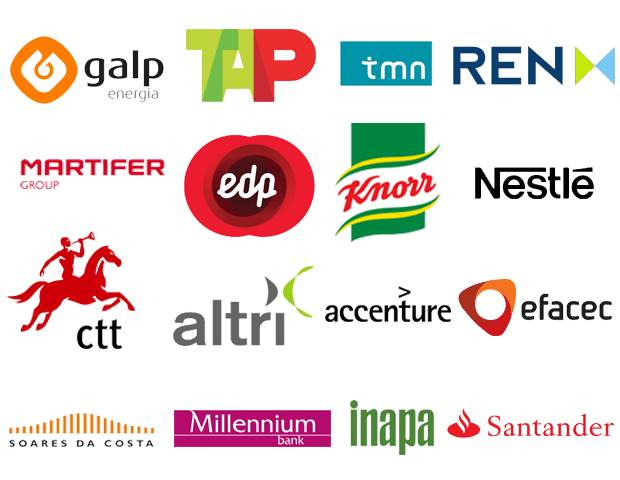 galp
energia
TAP
tmn
REN
MARTIFER
GROUP
edp
Knorr
Nestlé
ctt
altri
accenture
>
efacec
SOARES DA COSTA
Millennium
bank
inapa
Santander